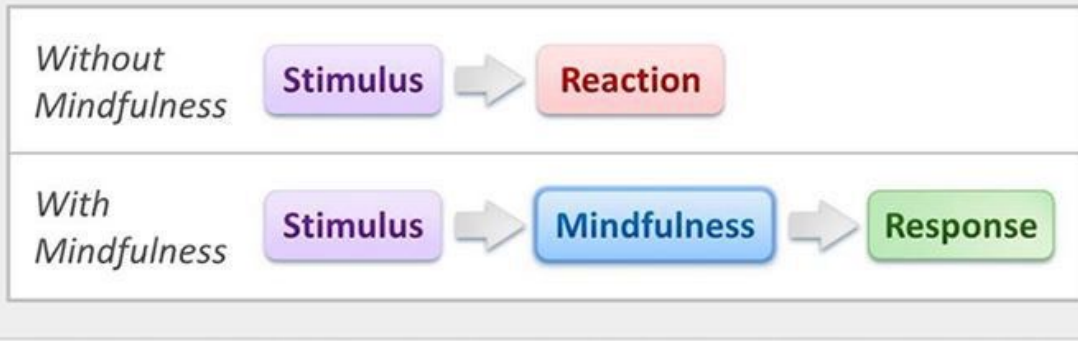 Without
Mindfulness
Stimulus
Reaction
With
Mindfulness
Stimulus
Mindfulness
Response